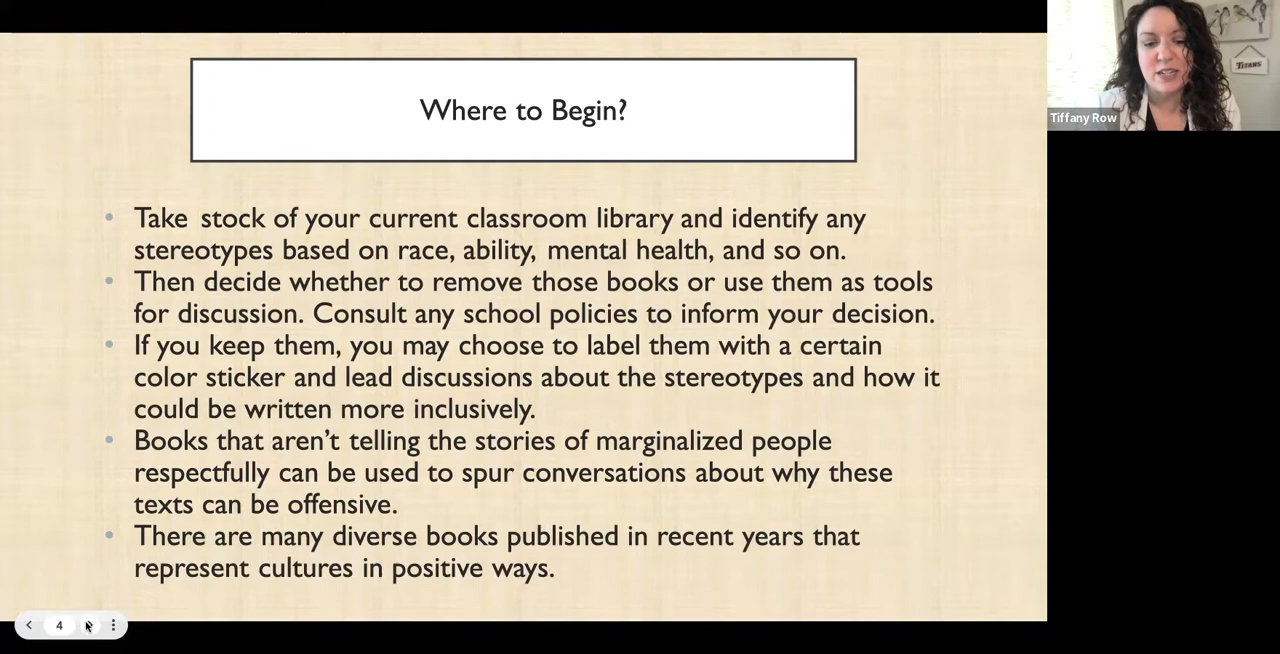 Where to Begin?
Take stock of your current classroom library and identify any
stereotypes based on race, ability, mental health, and so on.
Then decide whether to remove those books or use them as tools
for discussion. Consult any school policies to inform your decision.
If you keep them, you may choose to label them with a certain
color sticker and lead discussions about the stereotypes and how it
could be written more inclusively.
Books that aren't telling the stories of marginalized people
respectfully can be used to spur conversations about why these
texts can be offensive.
There are many diverse books published in recent years that
represent cultures in positive ways.
4
TITANS
Tiffany Row